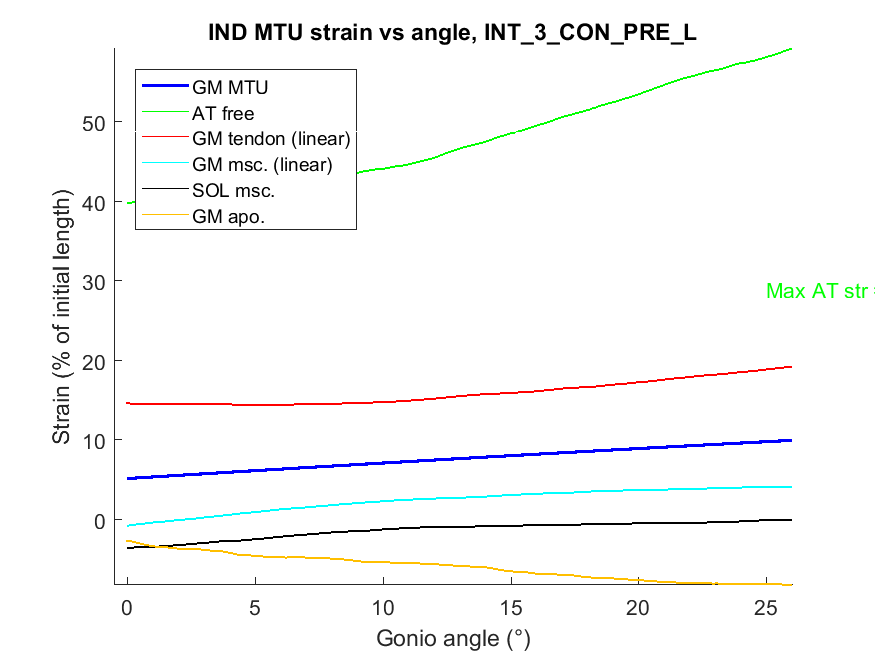 IND MTU strain vs angle, INT_3_CON_PRE_L
GM MTU
AT free
GM tendon (linear)
GM msc. (linear)
SOL msc.
GM apo.
50
40
30
20
10
0
Strain (% of initial length)
Max AT str =
0 5 10 15 20 25
Gonio angle (°)